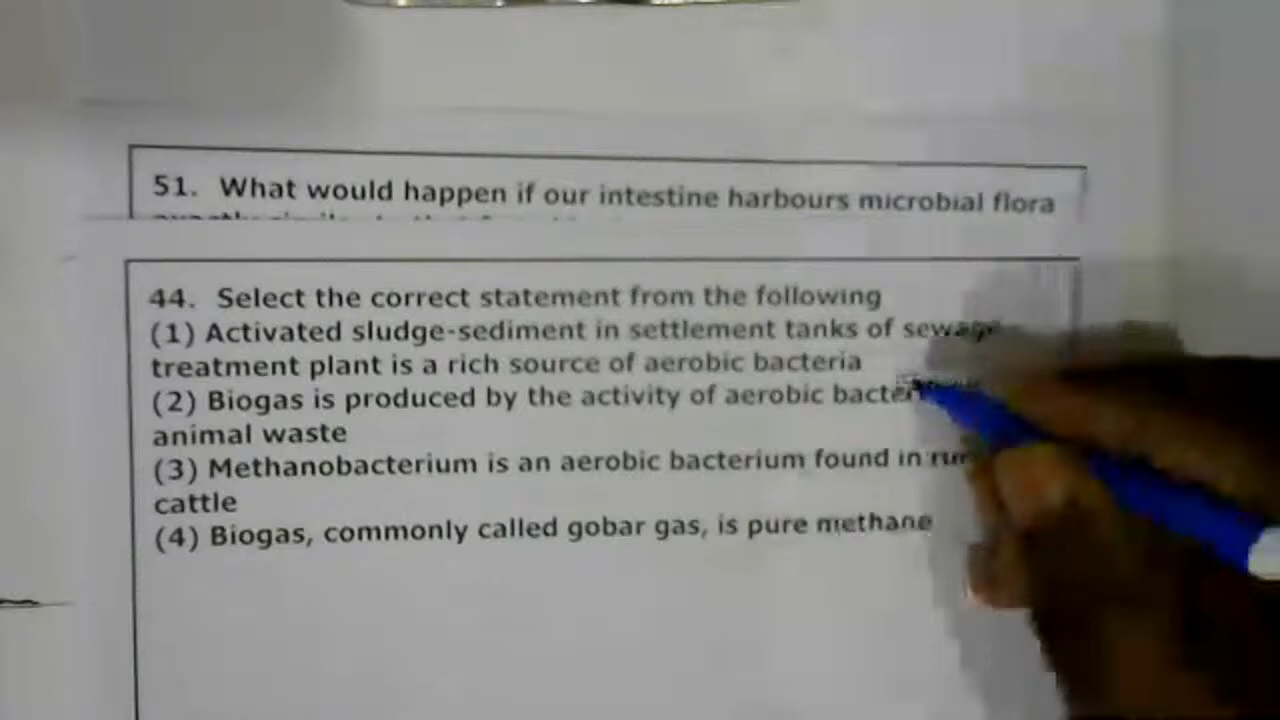 51. What would happen if our intestine harbours microbial flora
44. Select the correct statement from the following
(1) Activated sludge-sediment in settlement tanks of sewage
treatment plant is a rich source of aerobic bacteria
(2) Biogas is produced by the activity of aerobic
animal waste
(3) Methanobacterium is an aerobic bacterium found in
cattle
(4) Biogas, commonly called gobar gas, is pure methane